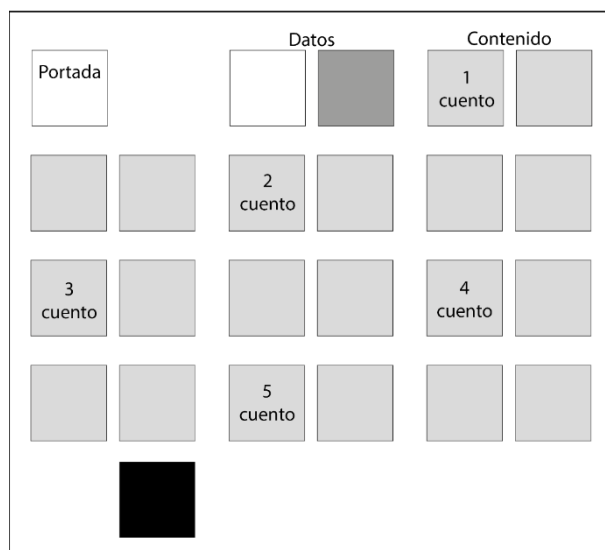 Datos
Contenido
Portada
1
cuento
2
cuento
3
cuento
4
cuento
5
cuento